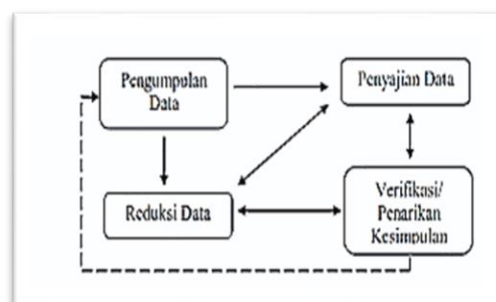 Pengumpulan
Data
Penyajian Data
Reduksi Data
Verifikasi/
Penarikan
Kesimpulan